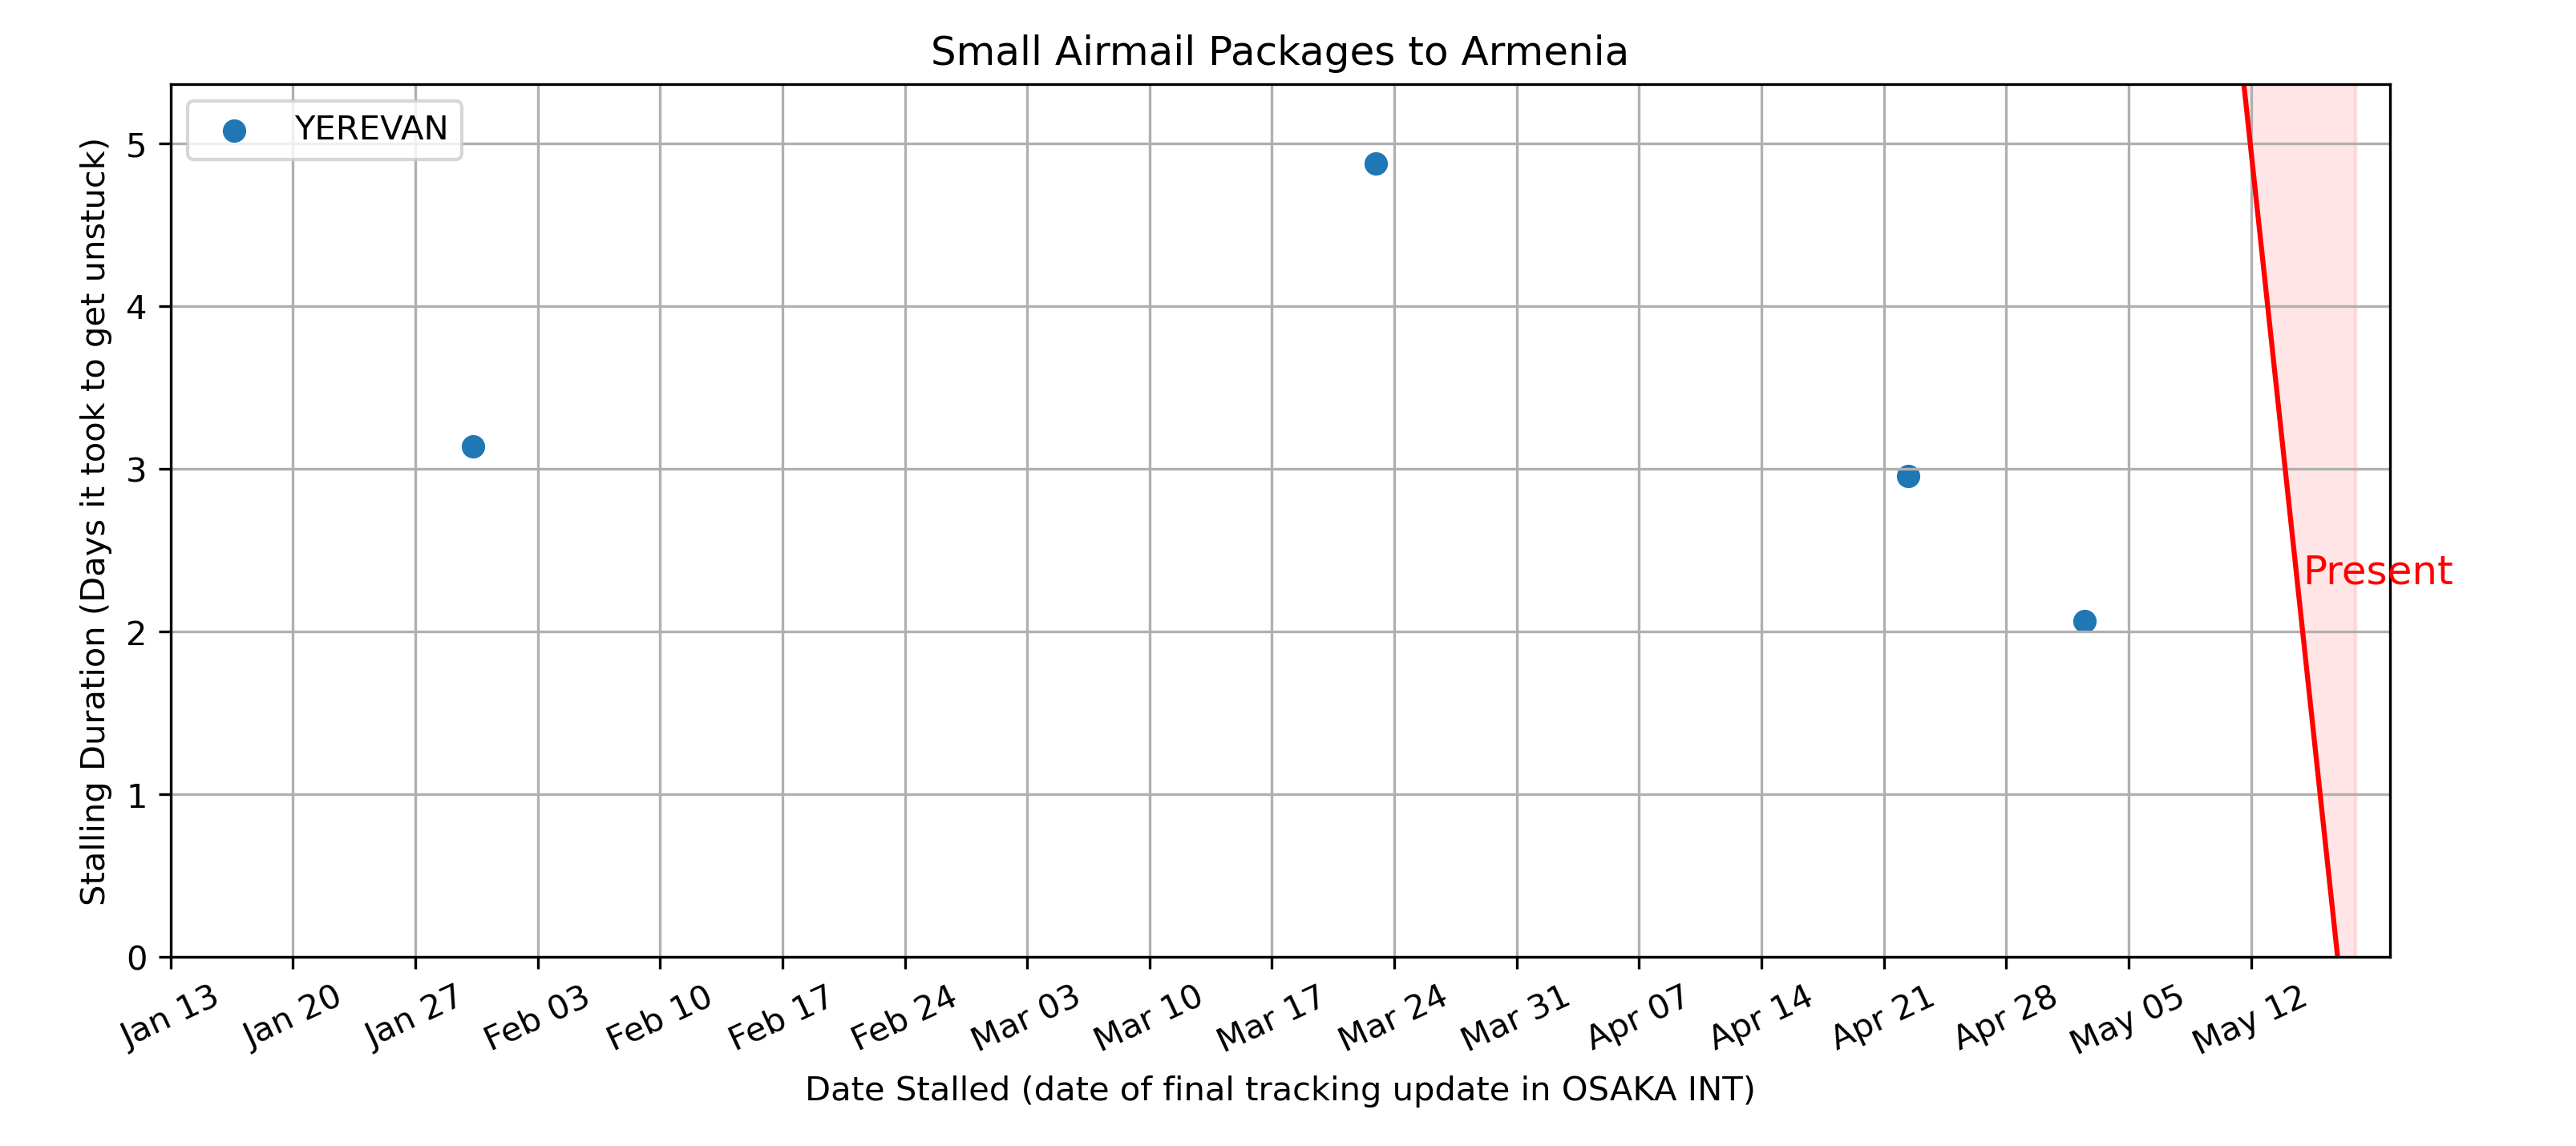 Small Airmail Packages to Armenia
YEREVAN
Stalling Duration (Days it took to get unstuck)
5
4
3
2
1
0
Present
Jan 13
Jan 20
Jan 27
Feb 03
Feb 10
Feb 17
Feb 24
Mar 03
Mar 10
Mar 17
Mar 24
Mar 31
Apr 07
Apr 14
Apr 21
Apr 28
May 05
May 12
Date Stalled (date of final tracking update in OSAKA INT)